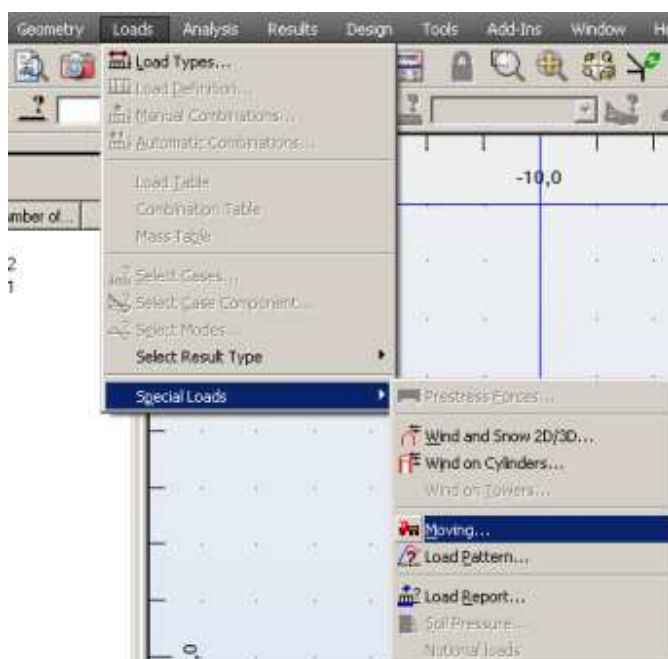 Geometry Loads Analysis Results Design Tools Add-Ins Window
Load Types...
Load Definition...
Manual Combinations...
Automatic Combinations...
-10,0
Load Table
Combination Table
Mass Table
mber of...
2
1
Select Cases...
Select Case Component...
Select Modes...
Select Result Type
Special Loads
Prestress Forces...
Wind and Snow 2D/3D...
Wind on Cylinders...
Wind on Towers...
Moving...
Load Pattern...
Load Report...
Soil Pressure...
Notional loads